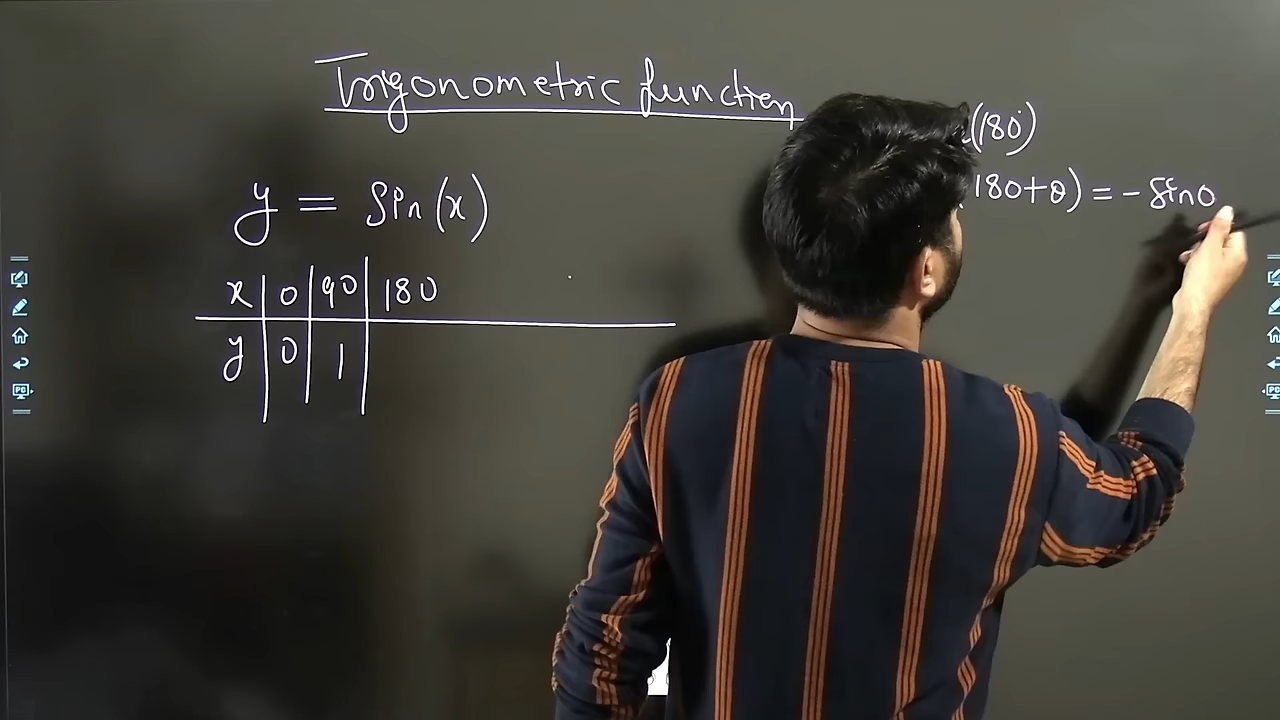 Trigonometric function
y = Sin(x)
x 0 90 180
y 0 1
(180°)
180+θ) = - Sinθ